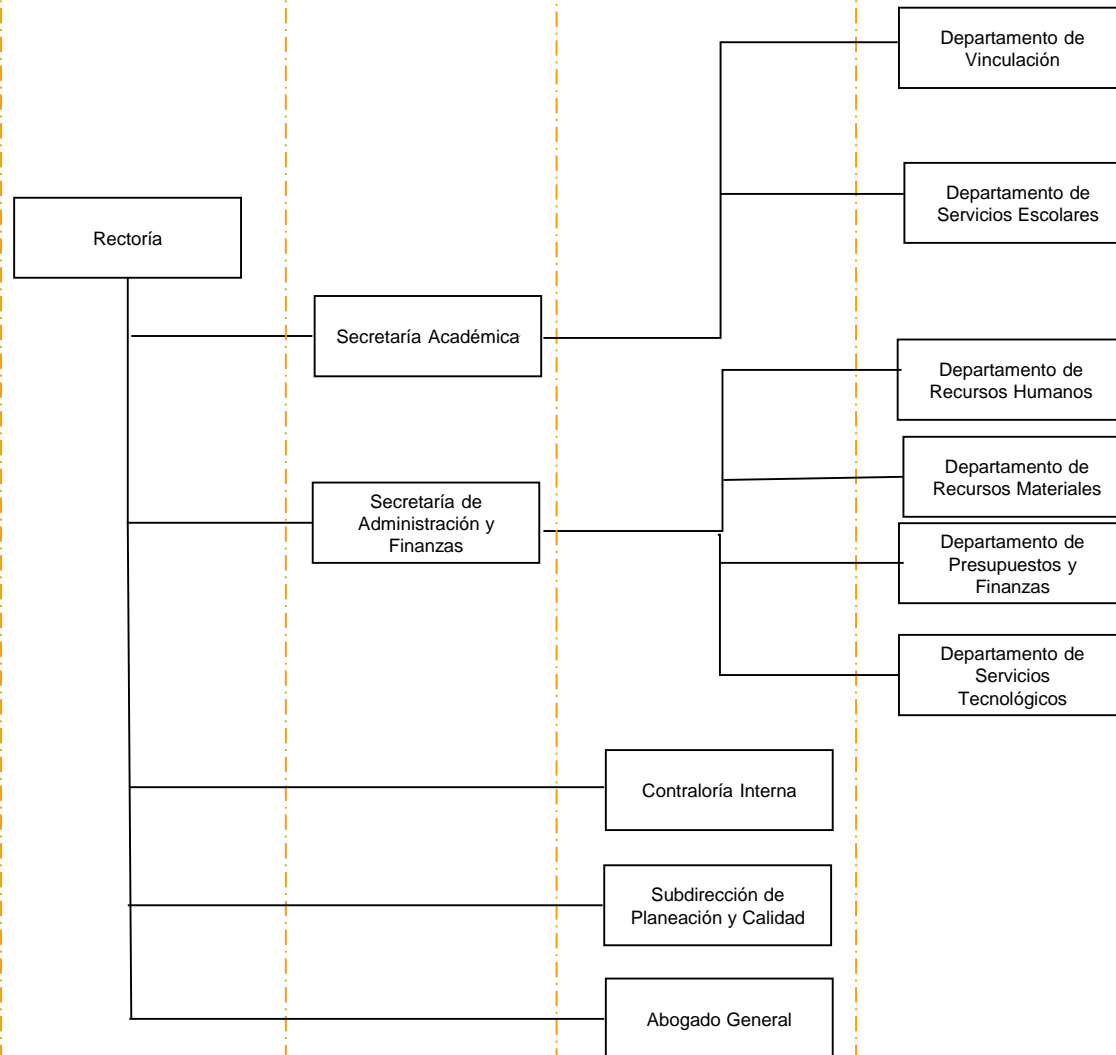 Rectoría
Secretaría Académica
Secretaría de
Administración y
Finanzas
Contraloría Interna
Subdirección de
Planeación y Calidad
Abogado General
Departamento de
Vinculación
Departamento de
Servicios Escolares
Departamento de
Recursos Humanos
Departamento de
Recursos Materiales
Departamento de
Presupuestos y
Finanzas
Departamento de
Servicios
Tecnológicos